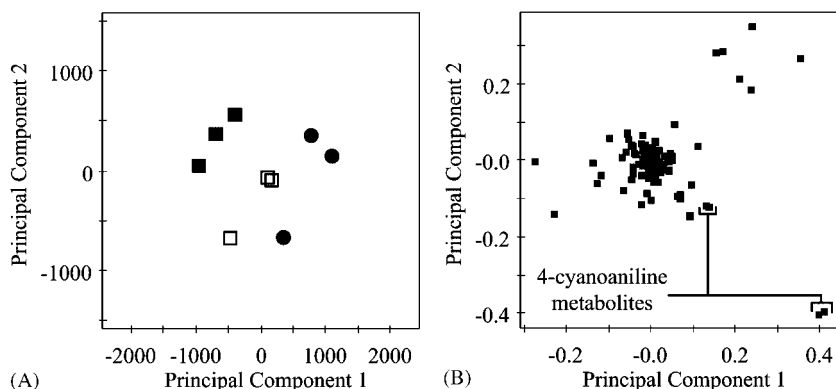 1000
0
-1000
Principal Component 2
-2000 -1000 0 1000 2000
Principal Component 1
(A)
0.2
-0.0
-0.2
-0.4
Principal Component 2
4-cyanoaniline
metabolites
-0.2 -0.0 0.2 0.4
Principal Component 1
(B)